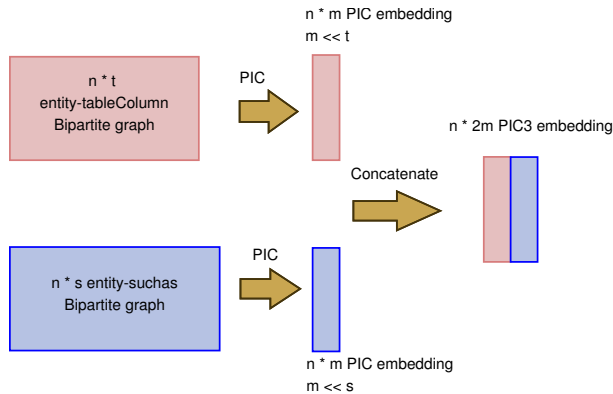 n * m PIC embedding
m << t
n * t
entity-tableColumn
Bipartite graph
PIC
n * 2m PIC3 embedding
Concatenate
n * s entity-suchas
Bipartite graph
PIC
n * m PIC embedding
m << s